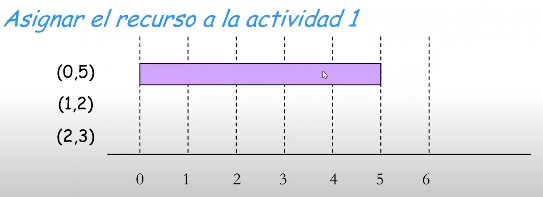 Asignar el recurso a la actividad 1
(0,5)
(1,2)
(2,3)
0 1 2 3 4 5 6